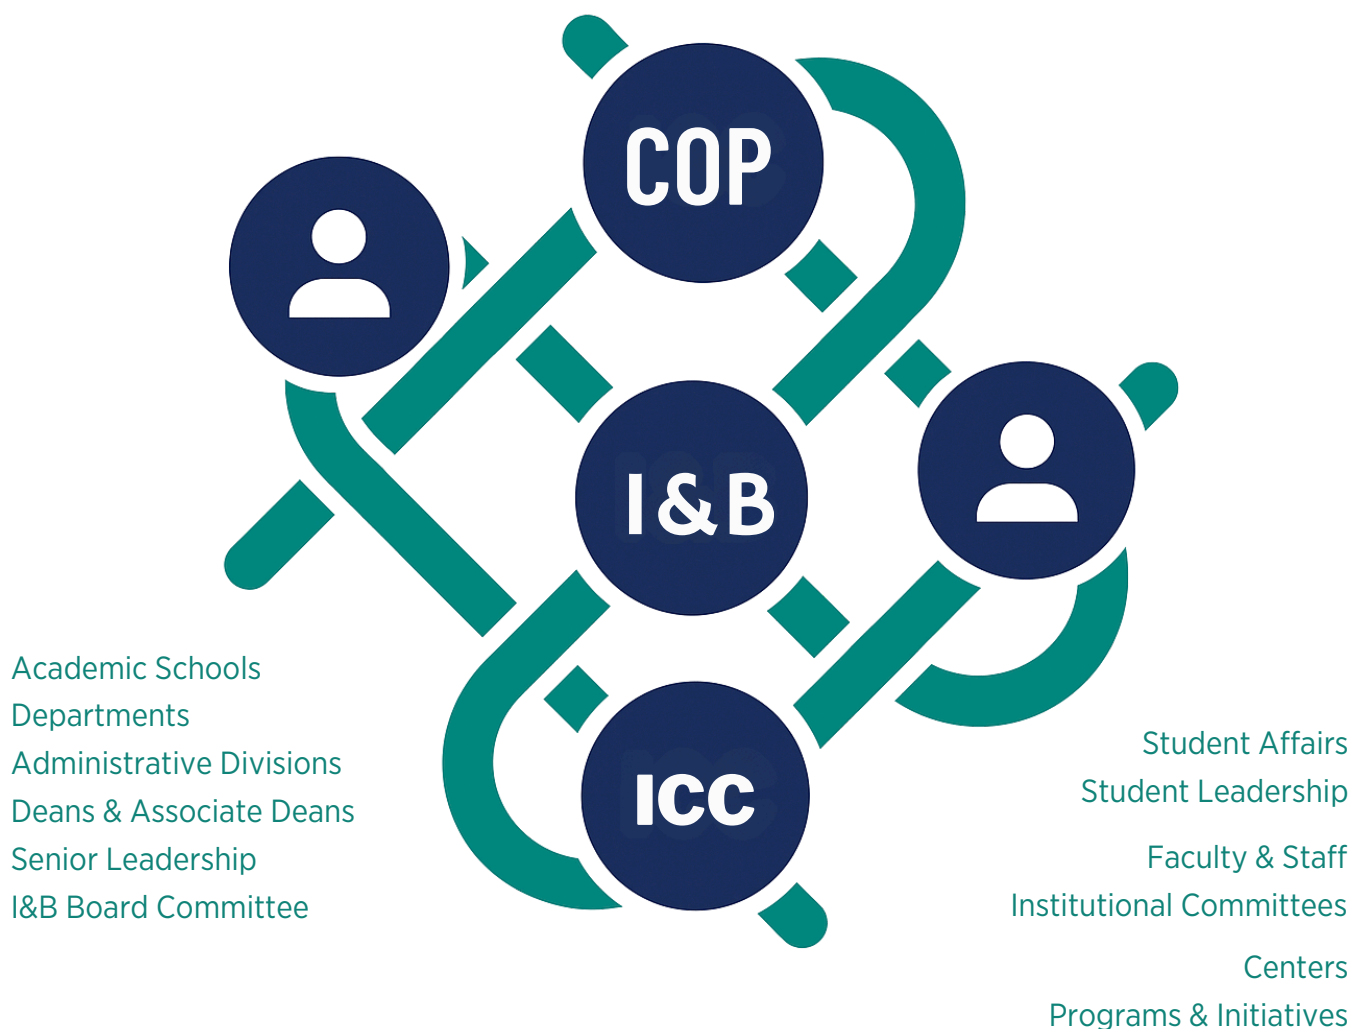 COP
I&B
ICC
Academic Schools
Departments
Administrative Divisions
Deans & Associate Deans
Senior Leadership
I&B Board Committee
Student Affairs
Student Leadership
Faculty & Staff
Institutional Committees
Centers
Programs & Initiatives